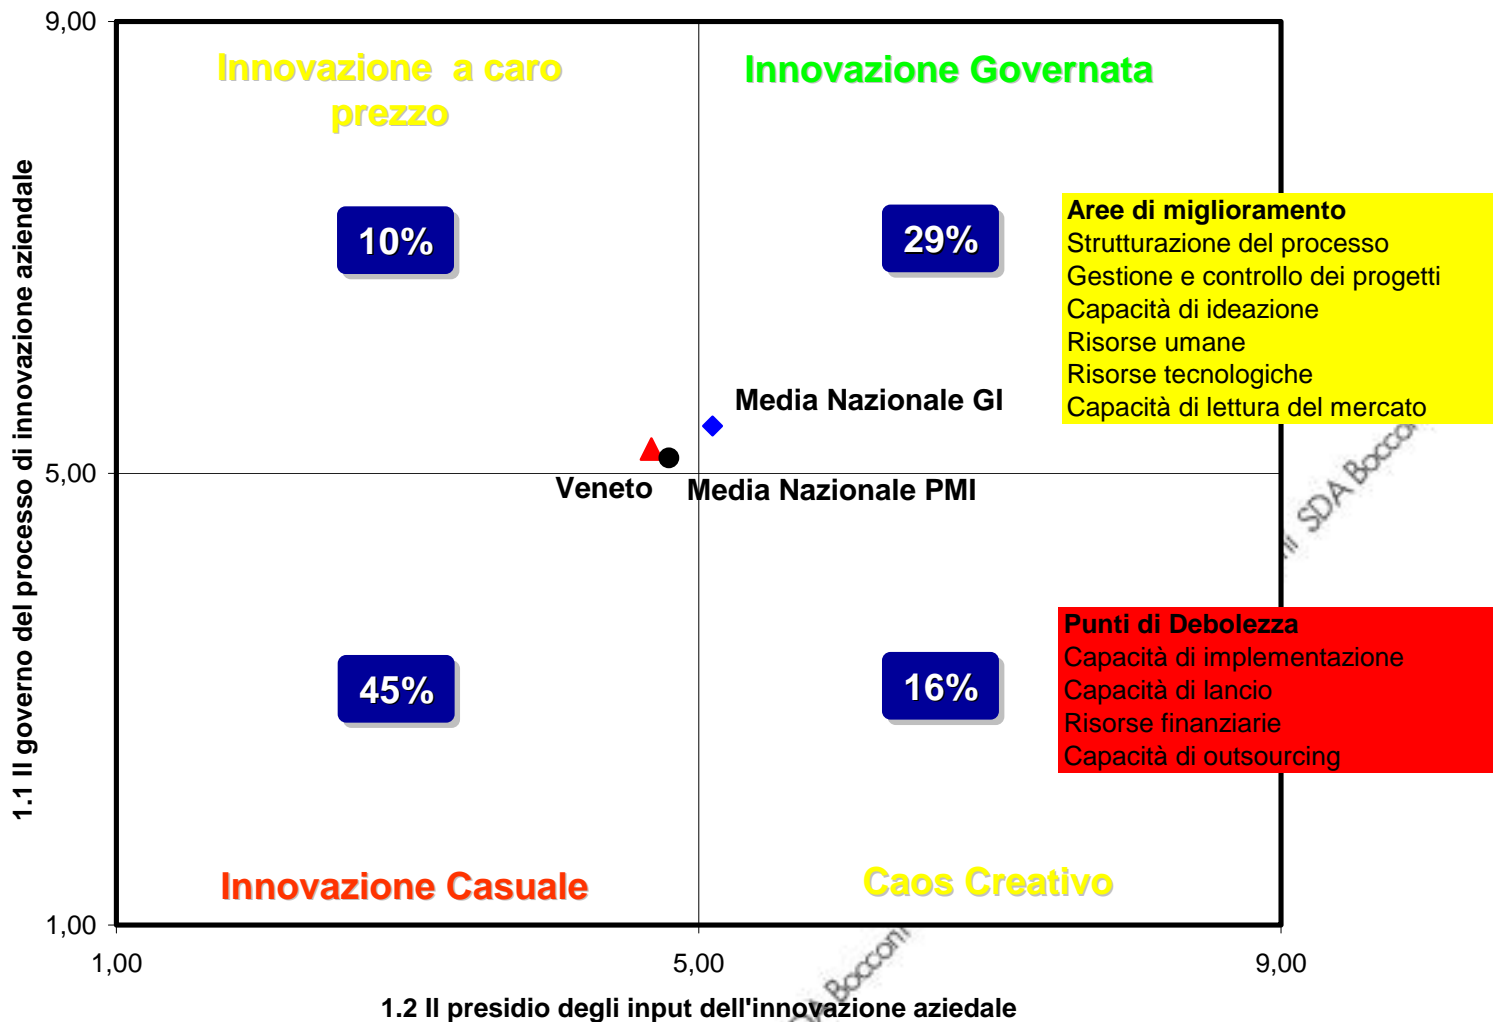 9,00
Innovazione a caro
prezzo
Innovazione Governata
10%
29%
Aree di miglioramento
Strutturazione del processo
Gestione e controllo dei progetti
Capacità di ideazione
Risorse umane
Risorse tecnologiche
Capacità di lettura del mercato
Media Nazionale GI
1.1 Il governo del processo di innovazione aziendale
5,00
Veneto
Media Nazionale PMI
SDA Bocconi
45%
16%
Punti di Debolezza
Capacità di implementazione
Capacità di lancio
Risorse finanziarie
Capacità di outsourcing
Innovazione Casuale
Caos Creativo
1,00
1,00
5,00
9,00
SDA Bocconi
1.2 Il presidio degli input dell'innovazione aziedale